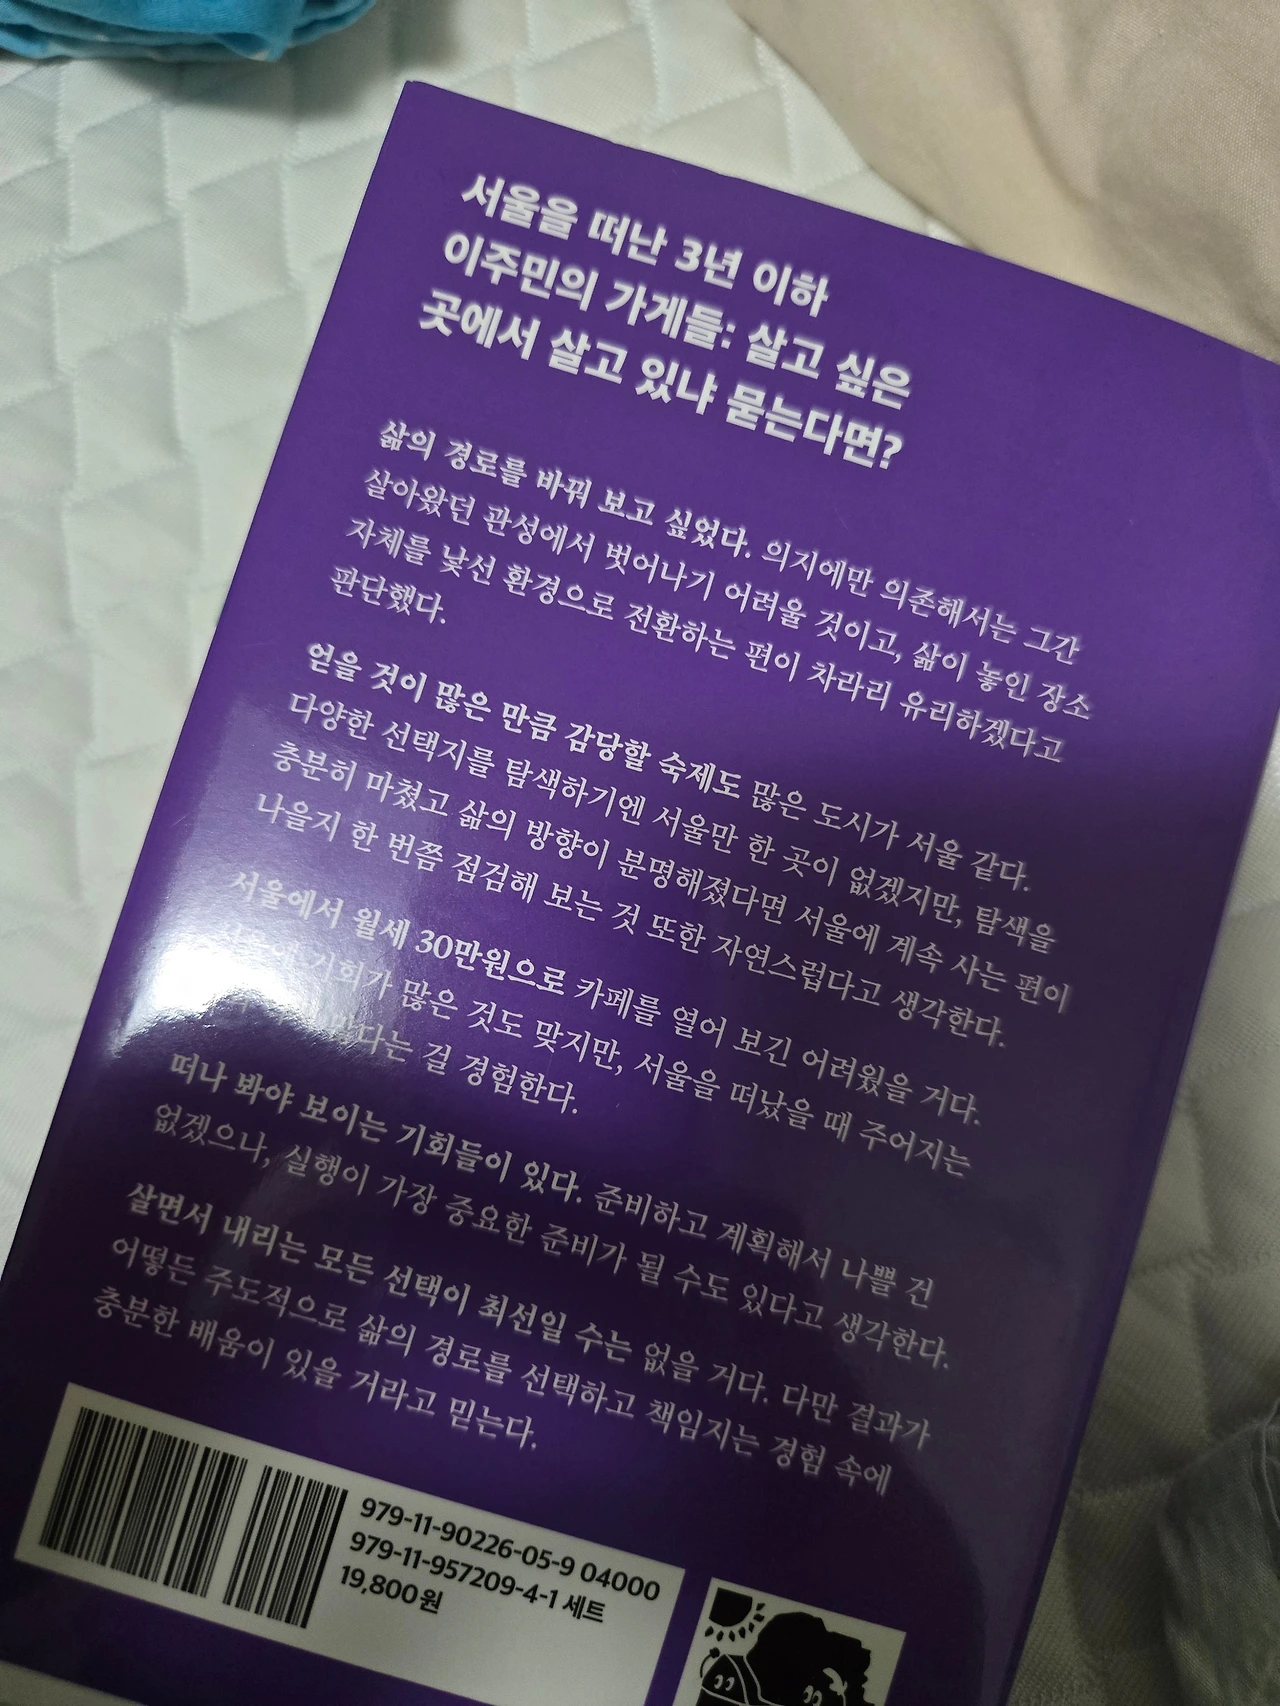 서울을 떠난 3년 이하
이주민의 가게들: 살고 싶은
곳에서 살고 있냐 묻는다면?
삶의 경로를 바꿔 보고 싶었다. 의지에만 의존해서는 그간
살아왔던 관성에서 벗어나기 어려울 것이고, 삶이 놓인 장소
자체를 낯선 환경으로 전환하는 편이 차라리 유리하겠다고
판단했다.
얻을 것이 많은 만큼 감당할 숙제도 많은 도시가 서울 같다.
다양한 선택지를 탐색하기엔 서울만 한 곳이 없겠지만, 탐색을
충분히 마쳤고 삶의 방향이 분명해졌다면 서울에 계속 사는 편이
나을지 한 번쯤 점검해 보는 것 또한 자연스럽다고 생각한다.
서울에서 월세 30만원으로 카페를 열어 보긴 어려웠을 거다.
기회가 많은 것도 맞지만, 서울을 떠났을 때 주어지는
있다는 걸 경험한다.
떠나 봐야 보이는 기회들이 있다. 준비하고 계획해서 나쁠 건
없겠으나, 실행이 가장 중요한 준비가 될 수도 있다고 생각한다.
살면서 내리는 모든 선택이 최선일 수는 없을 거다. 다만 결과가
어떻든 주도적으로 삶의 경로를 선택하고 책임지는 경험 속에
충분한 배움이 있을 거라고 믿는다.
979-11-90226-05-9 04000
979-11-957209-4-1 세트
19,800원